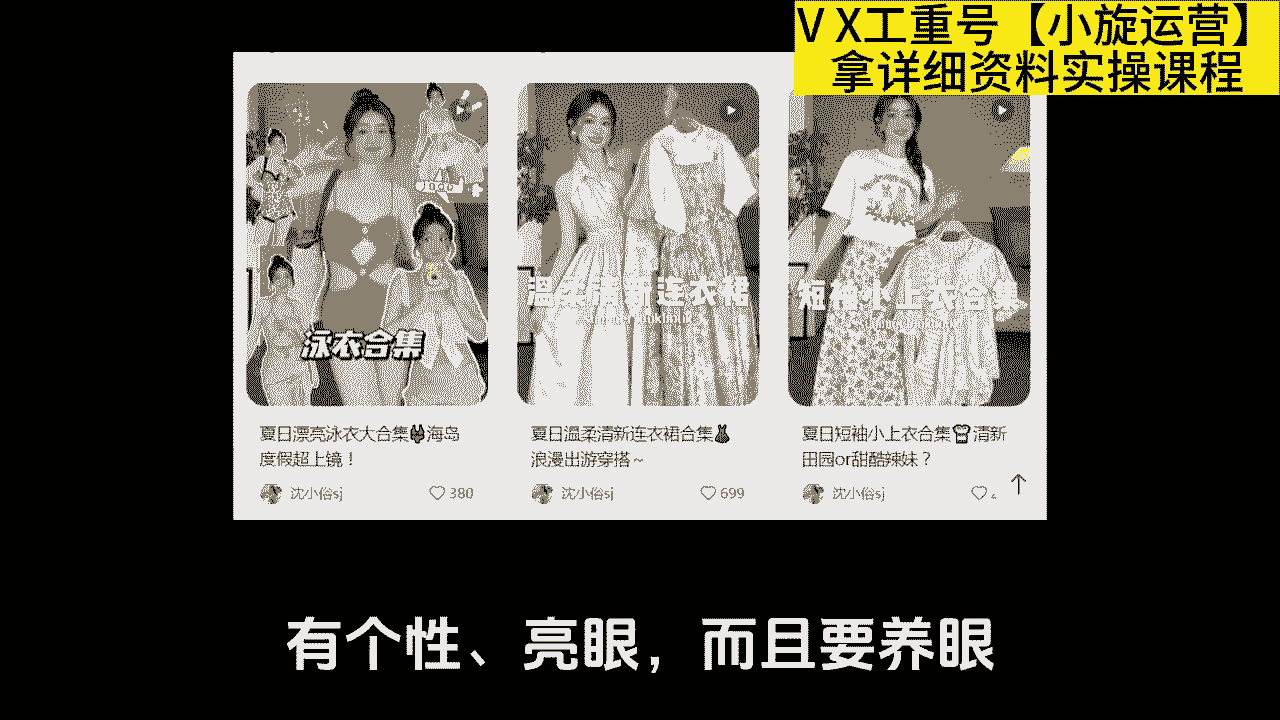 V X工重号【小旋运营】
拿详细资料实操课程
泳衣合集
温柔清新连衣裙
短袖小上衣合集
夏日漂亮泳衣大合集👙海岛
度假超上镜！
沈小俗sj
380
夏日温柔清新连衣裙合集👗
浪漫出游穿搭～
沈小俗sj
699
夏日短袖小上衣合集👚清新
田园or甜酷辣妹？
沈小俗sj
有个性、亮眼，而且要养眼